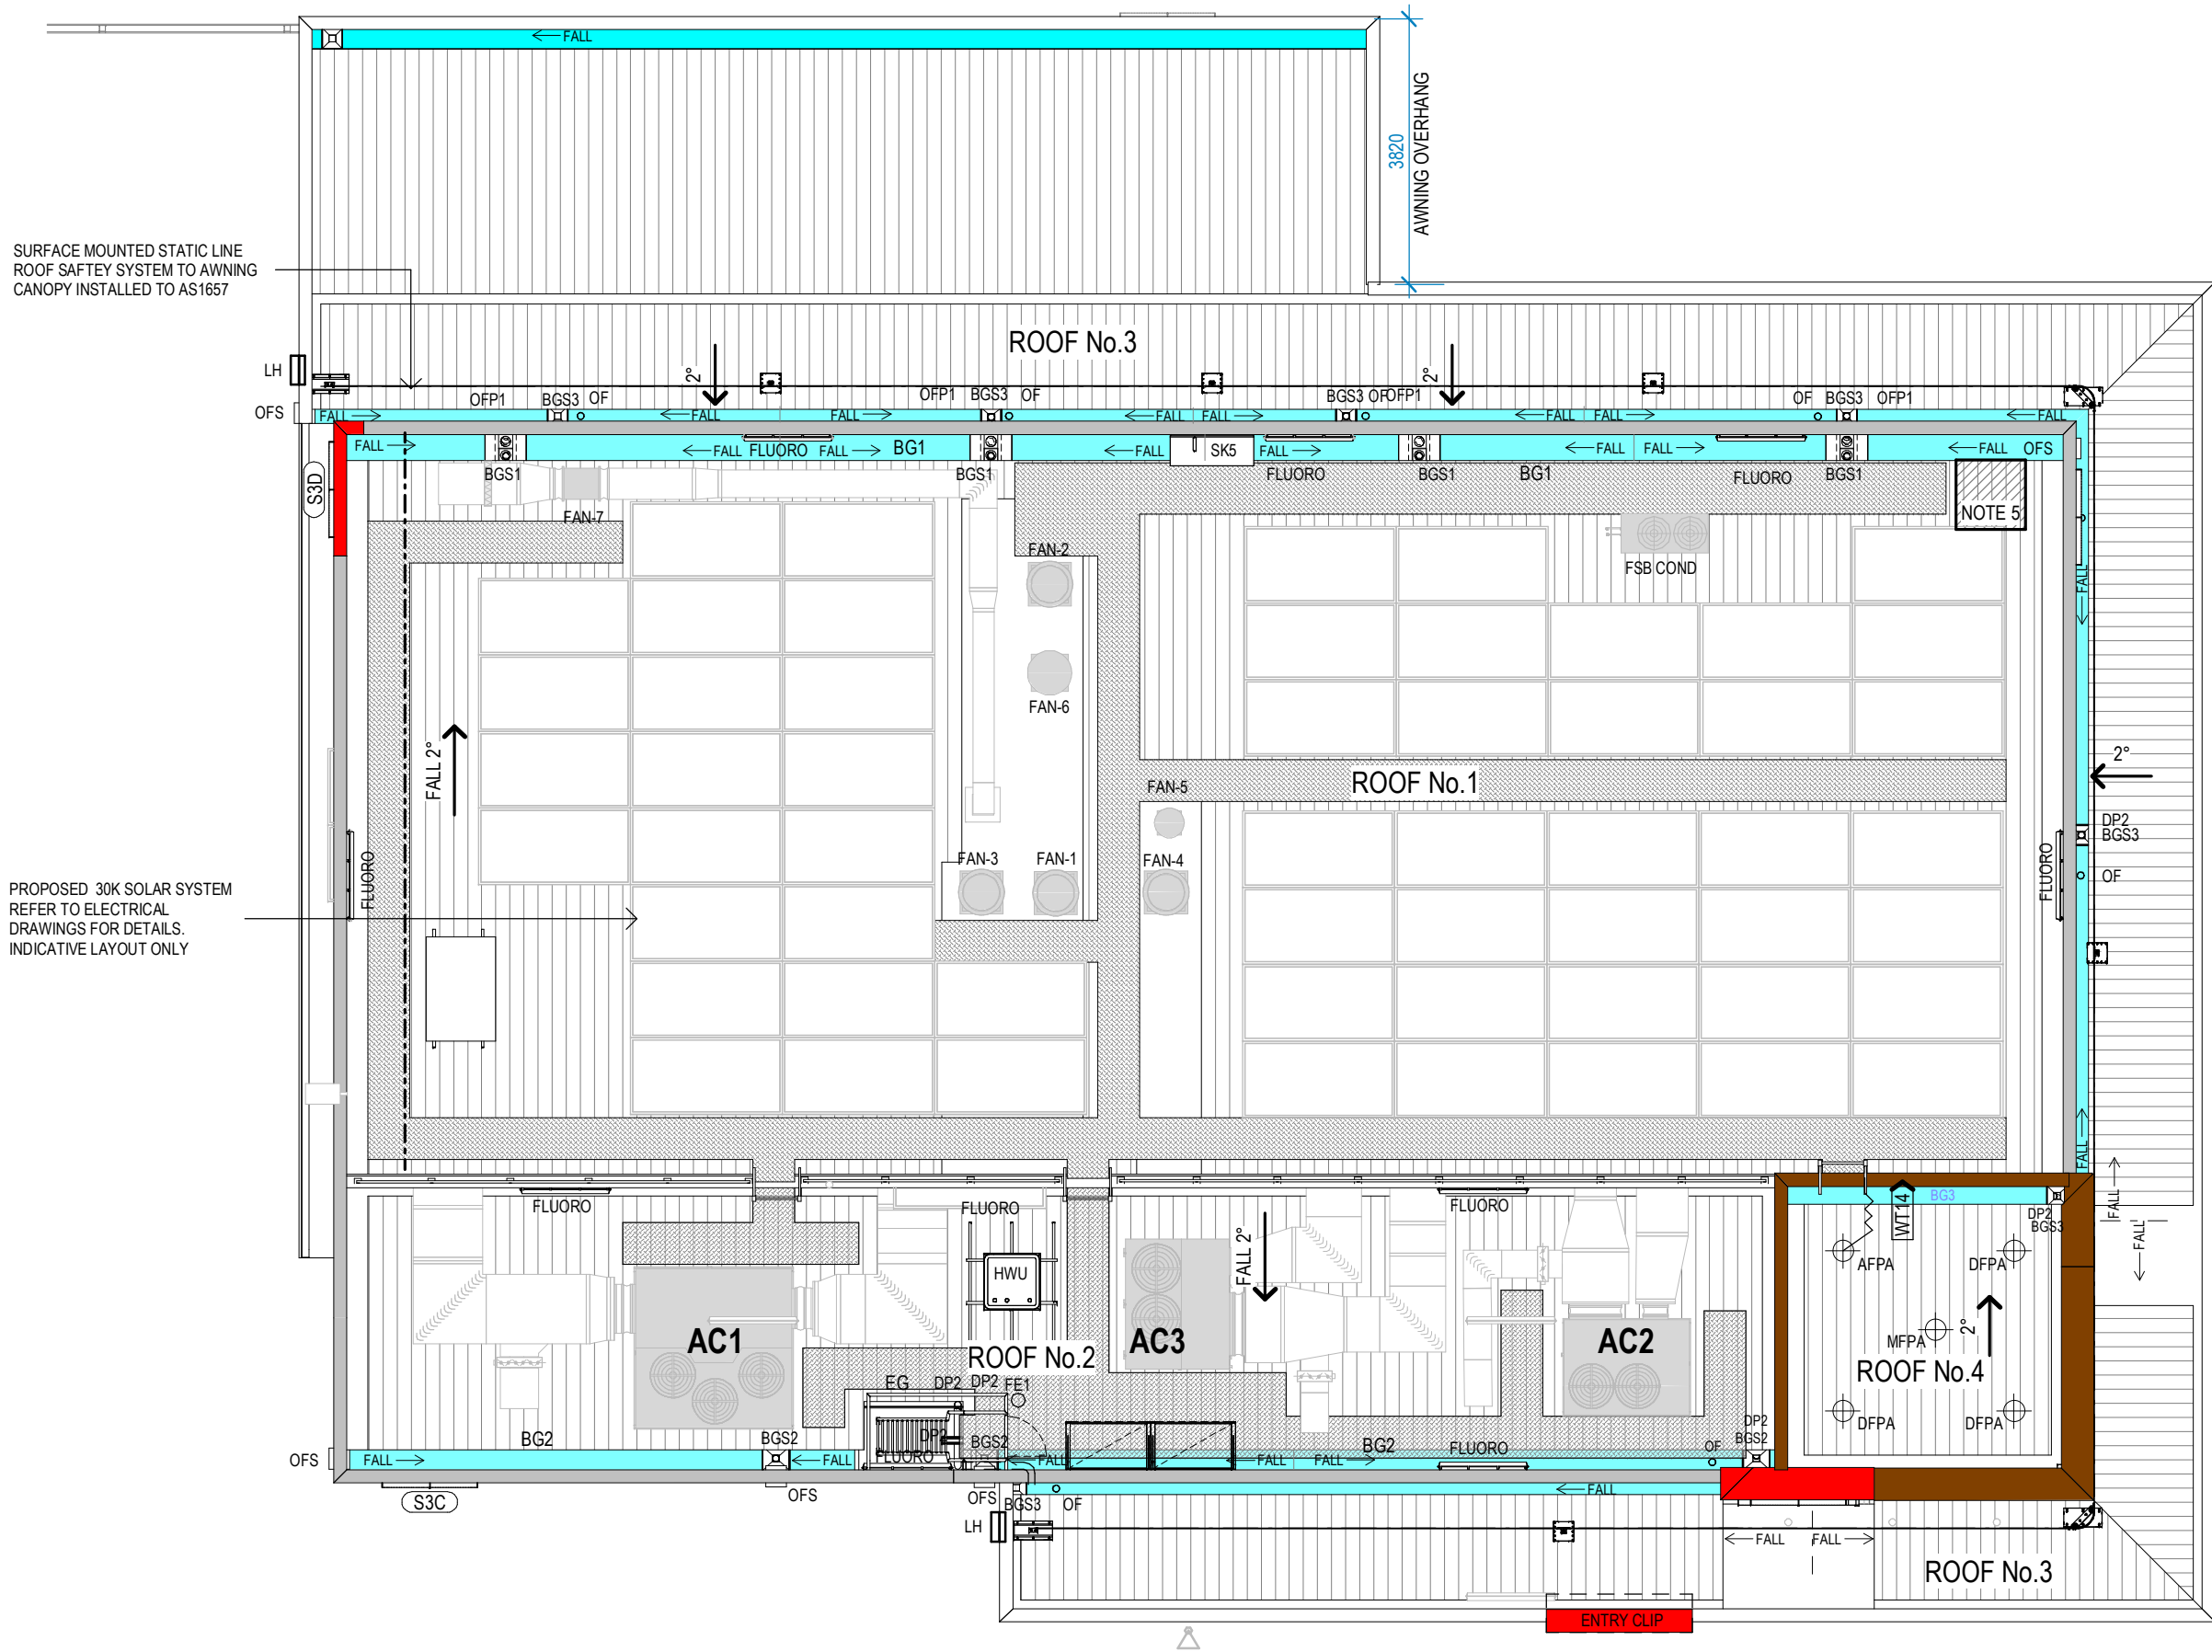 FALL
3820
AWNING OVERHANG
SURFACE MOUNTED STATIC LINE
ROOF SAFTEY SYSTEM TO AWNING
CANOPY INSTALLED TO AS1657
ROOF No.3
LH
2°
2°
OFS
OFP1
BGS3
OF
OFP1
BGS3
OF
BGS3
OF
OFP1
OF
BGS3
OFP1
FALL
FALL
FALL
FALL
FALL
FALL
FALL
FALL
FALL
FALL
FLUORO
FALL
BG1
FALL
SK5
FALL
FALL
FALL
FALL
OFS
BGS1
BGS1
FLUORO
BGS1
BG1
FLUORO
BGS1
S3D
FAN-7
NOTE 5
FAN-2
FSB COND
FALL
FAN-6
FALL 2°
2°
ROOF No.1
FAN-5
DP2
BGS3
FLUORO
FAN-3
FAN-1
FAN-4
FLUORO
OF
PROPOSED 30K SOLAR SYSTEM
REFER TO ELECTRICAL
DRAWINGS FOR DETAILS.
INDICATIVE LAYOUT ONLY
FALL
FLUORO
FLUORO
FLUORO
BG3
WT14
FALL
DP2
BGS3
FALL
HWU
FALL 2°
AFPA
DFPA
AC1
AC3
AC2
MFPA
2°
ROOF No.2
ROOF No.4
EG
DP2
DP2
FE1
DFPA
DFPA
BG2
BGS2
DP2
BGS2
BG2
FLUORO
DP2
BGS2
OF
OFS
FALL
FALL
FLUORO
FALL
FALL
FALL
S3C
OFS
OFS
BGS3
OF
FALL
LH
FALL
FALL
ROOF No.3
ENTRY CLIP